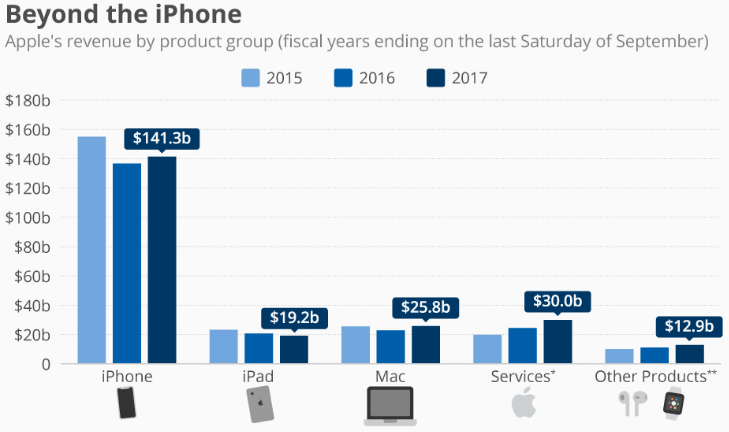 Beyond the iPhone
Apple's revenue by product group (fiscal years ending on the last Saturday of September)
2015 2016 2017
$180b
$160b
$141.3b
$140b
$120b
$100b
$80b
$60b
$40b
$30.0b
$25.8b
$19.2b
$12.9b
$20b
0
iPhone iPad Mac Services* Other Products**